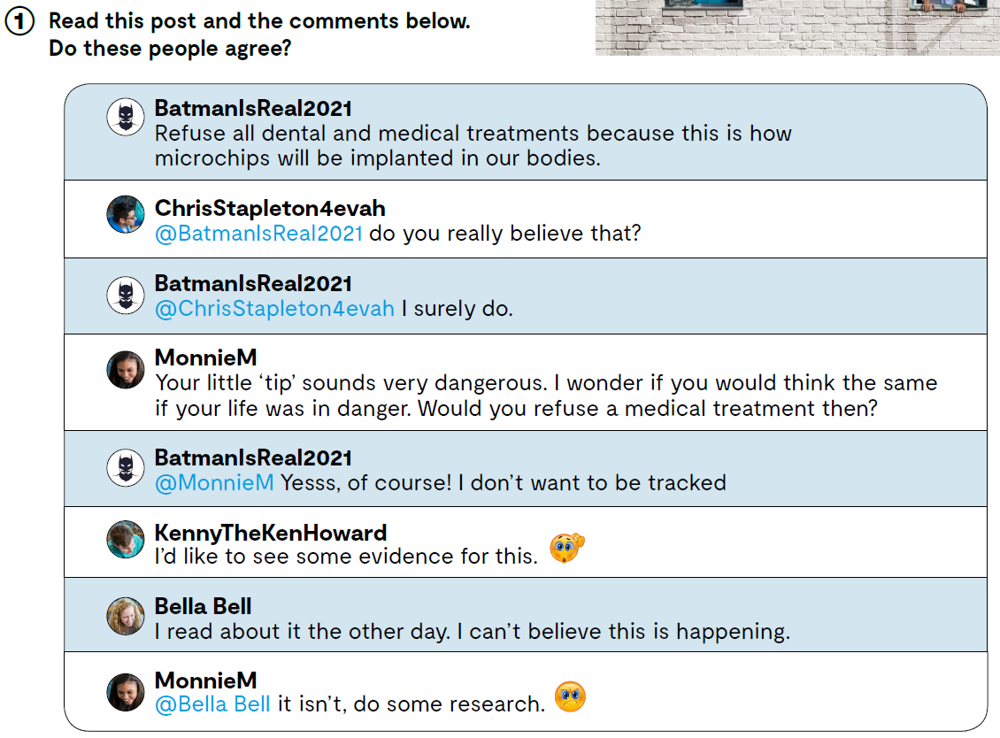 1 Read this post and the comments below.
Do these people agree?
BatmanIsReal2021
Refuse all dental and medical treatments because this is how
microchips will be implanted in our bodies.
ChrisStapleton4evah
@BatmanIsReal2021 do you really believe that?
BatmanIsReal2021
@ChrisStapleton4evah I surely do.
MonnieM
Your little ‘tip’ sounds very dangerous. I wonder if you would think the same
if your life was in danger. Would you refuse a medical treatment then?
BatmanIsReal2021
@MonnieM Yesss, of course! I don’t want to be tracked
KennyTheKenHoward
I’d like to see some evidence for this.
Bella Bell
I read about it the other day. I can’t believe this is happening.
MonnieM
@Bella Bell it isn’t, do some research.